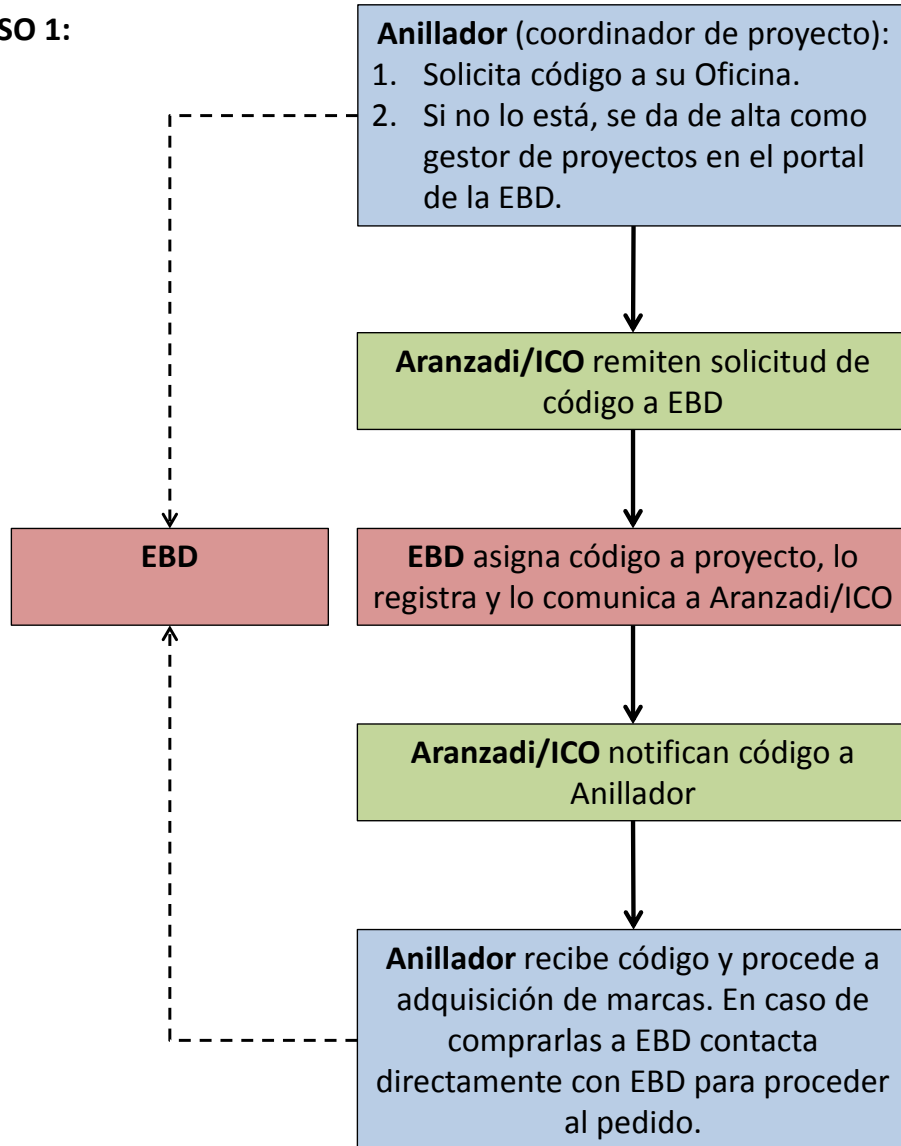 SO 1:
Anillador (coordinador de proyecto):
1. Solicita código a su Oficina.
2. Si no lo está, se da de alta como
gestor de proyectos en el portal
de la EBD.
Aranzadi/ICO remiten solicitud de
código a EBD
EBD
EBD asigna código a proyecto, lo
registra y lo comunica a Aranzadi/ICO
Aranzadi/ICO notifican código a
Anillador
Anillador recibe código y procede a
adquisición de marcas. En caso de
comprarlas a EBD contacta
directamente con EBD para proceder
al pedido.